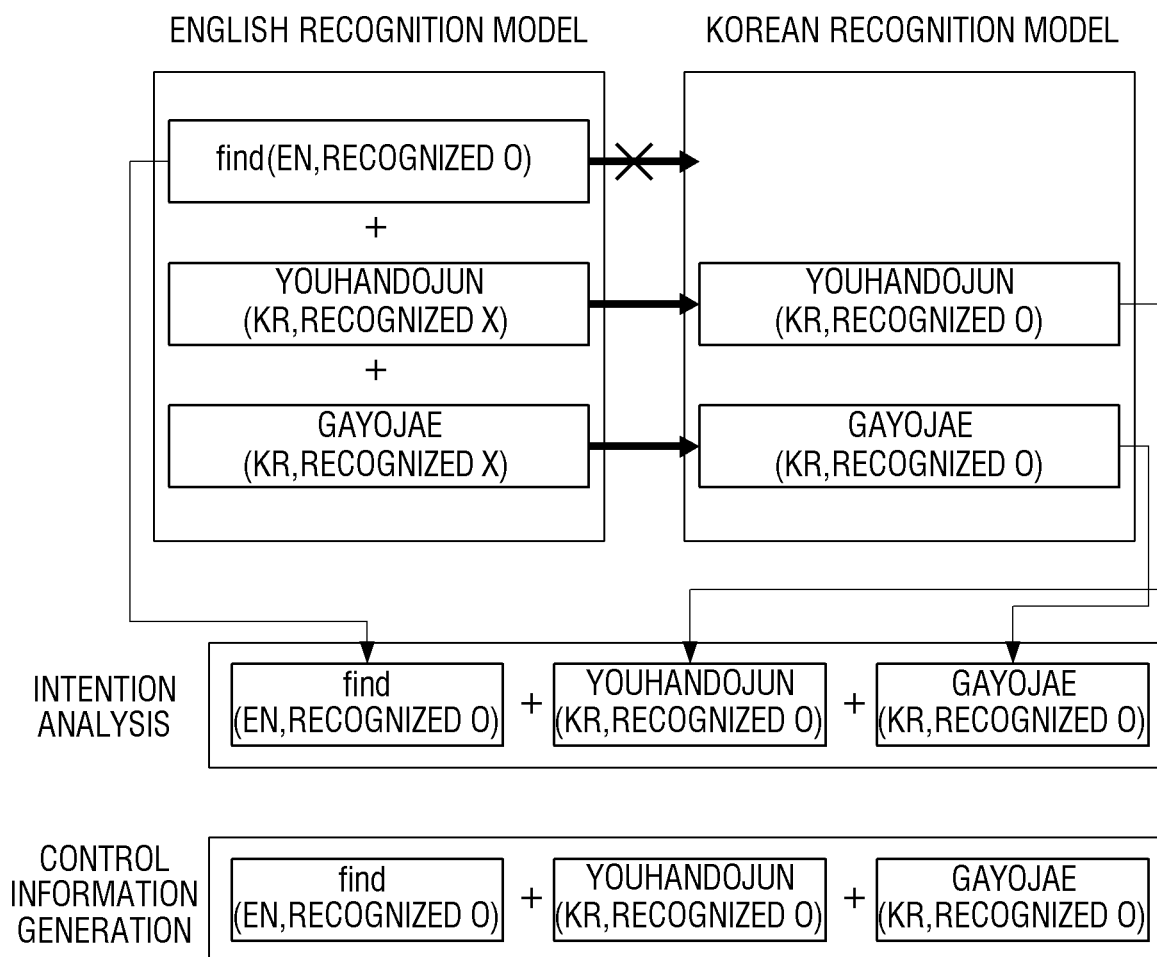 ENGLISH RECOGNITION MODEL
KOREAN RECOGNITION MODEL
find(EN,RECOGNIZED O)
+
YOUHANDOJUN
(KR,RECOGNIZED X)
+
GAYOJAE
(KR,RECOGNIZED X)
YOUHANDOJUN
(KR,RECOGNIZED O)
GAYOJAE
(KR,RECOGNIZED O)
INTENTION
ANALYSIS
find
(EN,RECOGNIZED O)
+
YOUHANDOJUN
(KR,RECOGNIZED O)
+
GAYOJAE
(KR,RECOGNIZED O)
CONTROL
INFORMATION
GENERATION
find
(EN,RECOGNIZED O)
+
YOUHANDOJUN
(KR,RECOGNIZED O)
+
GAYOJAE
(KR,RECOGNIZED O)